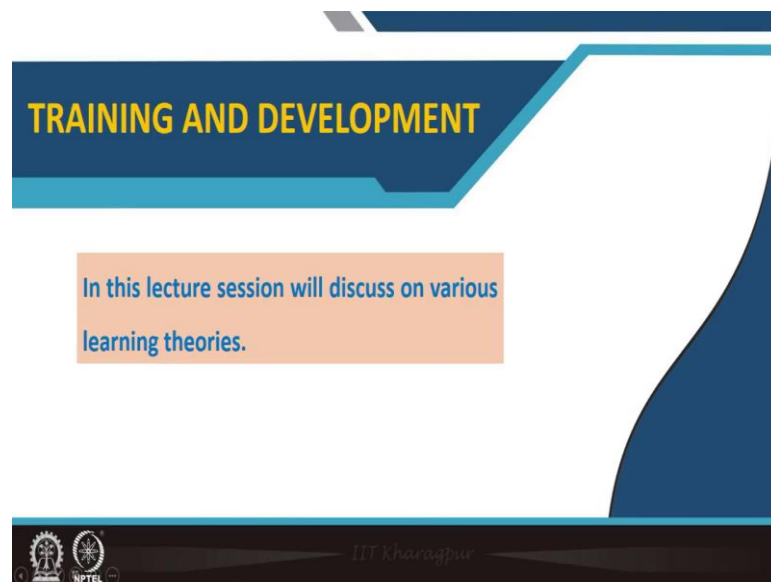 TRAINING AND DEVELOPMENT
In this lecture session will discuss on various
learning theories.
IIT Kharagpur
NPTEL